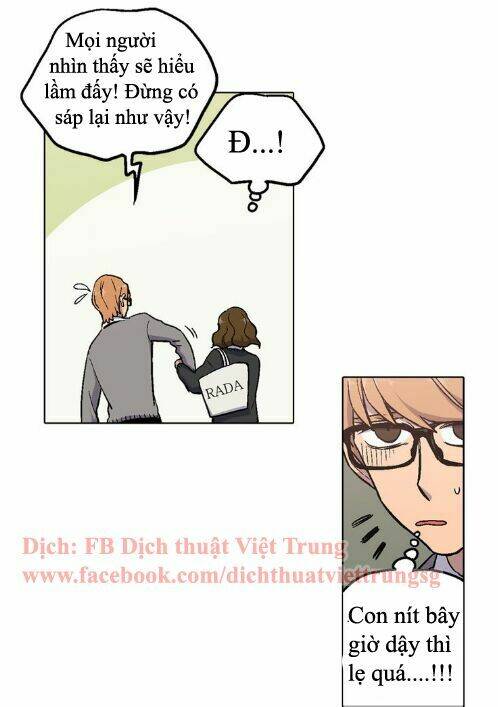 Mọi người
nhìn thấy sẽ hiểu
lầm đấy! Đừng có
sáp lại như vậy!
Đ...!
RADA
Dịch: FB Dịch thuật Việt Trung
www.facebook.com/dichthuatviettrungsg
Con nít bây
giờ dậy thì
lẹ quá....!!!